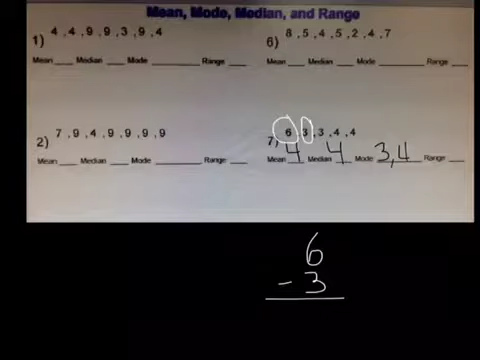 Mean, Mode, Median, and Range
1) 4 , 4 , 9 , 9 , 3 , 9 , 4
Mean ___ Median ___ Mode ________ Range ___
6) 8 , 5 , 4 , 5 , 2 , 4 , 7
Mean ___ Median ___ Mode ________ Range ___
2) 7 , 9 , 4 , 9 , 9 , 9 , 9
Mean ___ Median ___ Mode ________ Range ___
7) 6 , 3 , 3 , 4 , 4
Mean 4 Median 4 Mode 3,4 Range ___
6
- 3